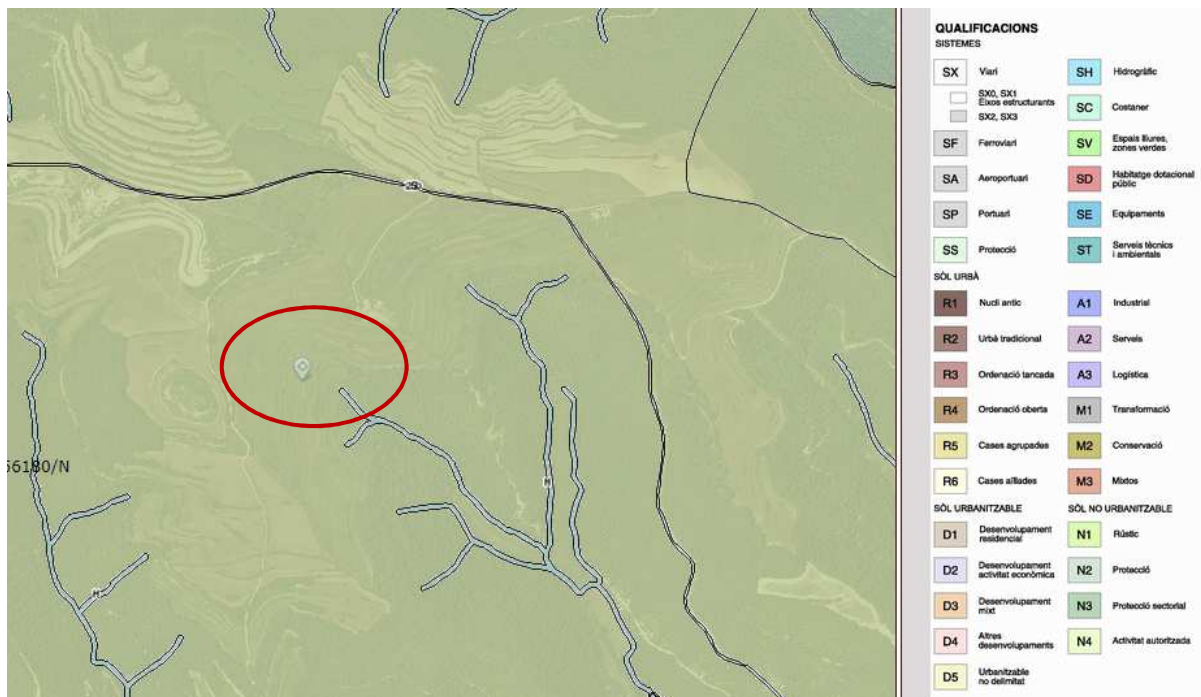 56180/N
H
H
QUALIFICACIONS
SISTEMES
SX Viari
SX0, SX1
Eixos estructurants
SX2, SX3
SF Ferroviari
SA Aeroportuari
SP Portuari
SS Protecció
SH Hidrogràfic
SC Costaner
SV Espais lliures,
zones verdes
SD Habitatge dotacional
públic
SE Equipaments
ST Serveis tècnics
i ambientals
SÒL URBÀ
R1 Nucli antic
R2 Urbà tradicional
R3 Ordenació tancada
R4 Ordenació oberta
R5 Cases agrupades
R6 Cases aïllades
A1 Industrial
A2 Serveis
A3 Logística
M1 Transformació
M2 Conservació
M3 Mixtos
SÒL URBANITZABLE
D1 Desenvolupament
residencial
D2 Desenvolupament
activitat econòmica
D3 Desenvolupament
mixt
D4 Altres
desenvolupaments
D5 Urbanitzable
no delimitat
SÒL NO URBANITZABLE
N1 Rústic
N2 Protecció
N3 Protecció sectorial
N4 Activitat autoritzada